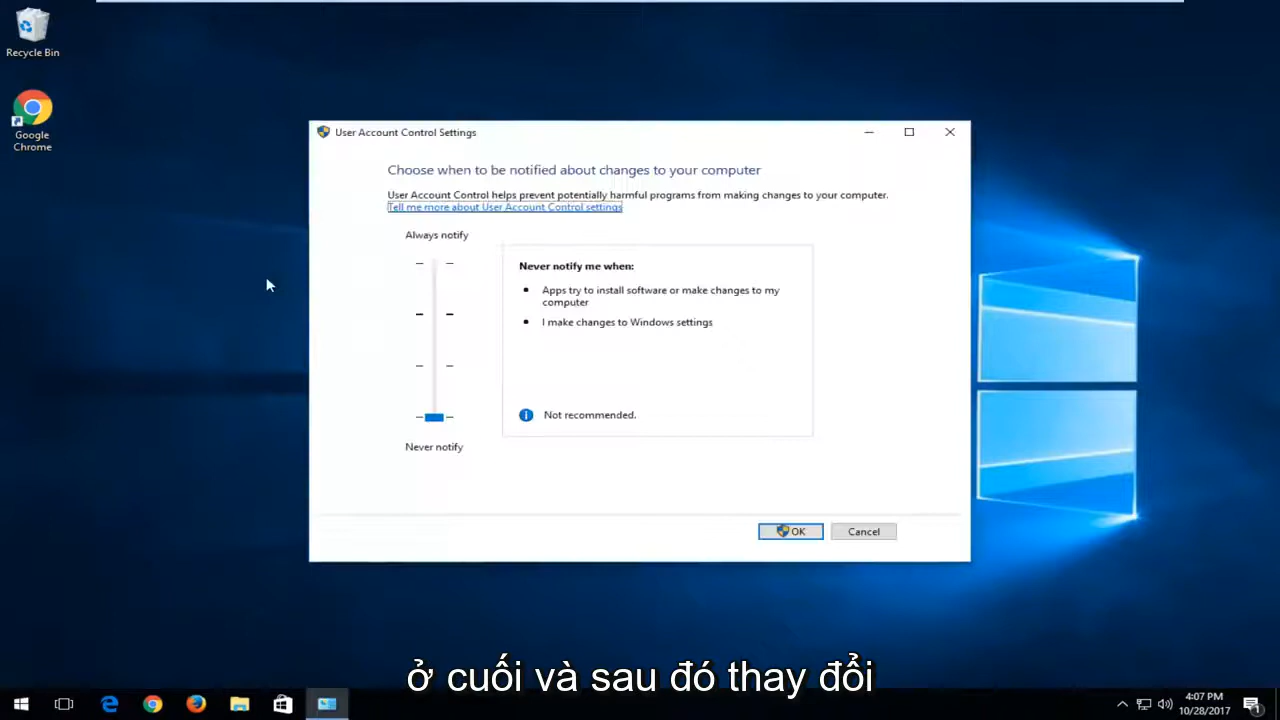 Recycle Bin
Google
Chrome
User Account Control Settings
Choose when to be notified about changes to your computer
User Account Control helps prevent potentially harmful programs from making changes to your computer.
Tell me more about User Account Control settings
Always notify
Never notify me when:
Apps try to install software or make changes to my
computer
I make changes to Windows settings
Not recommended.
Never notify
OK
Cancel
ở cuối và sau đó thay đổi
4:07 PM
10/28/2017
1